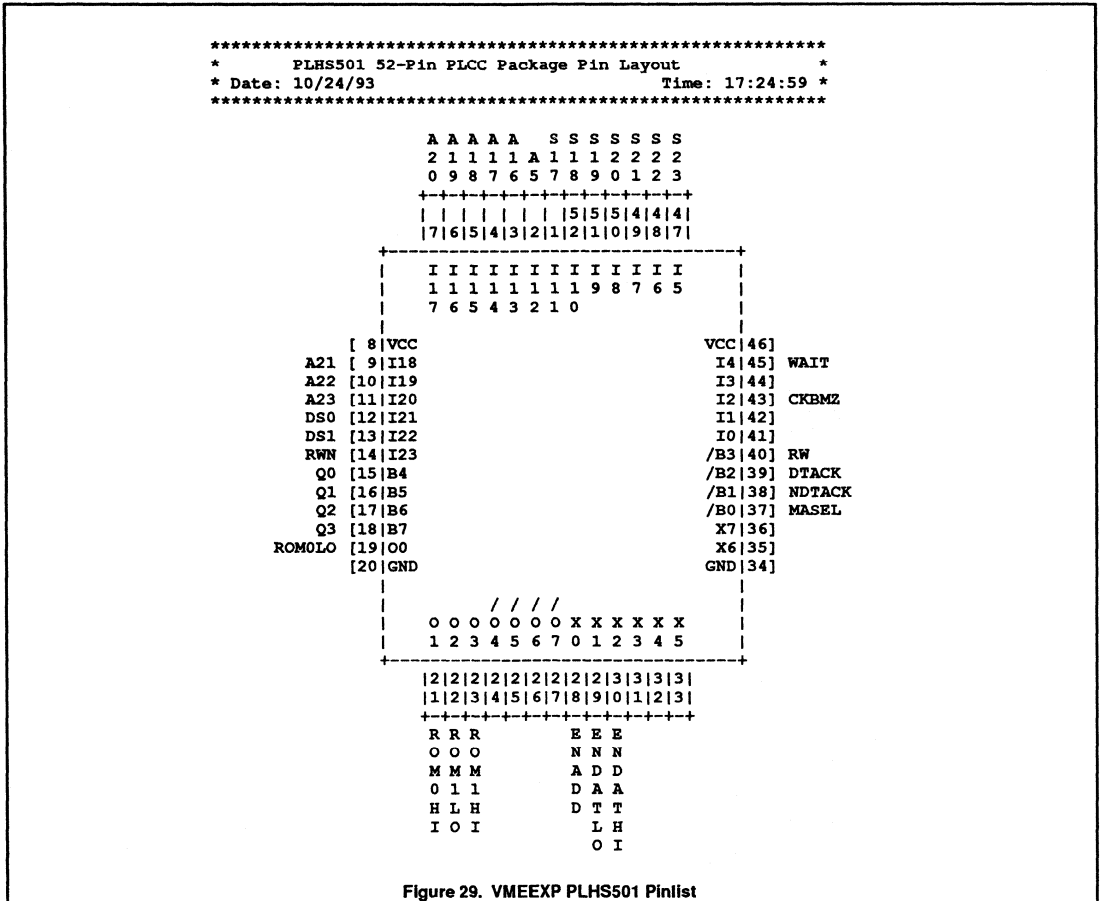 ************************************************************
*       PLHS501 52-Pin PLCC Package Pin Layout             *
* Date: 10/24/93                            Time: 17:24:59 *
************************************************************
A A A A A   S S S S S S S
2 1 1 1 1 A 1 1 1 2 2 2 2
0 9 8 7 6 5 7 8 9 0 1 2 3
+-+-+-+-+-+-+-+-+-+-+-+-+-+
| | | | | | | |5|5|5|4|4|4|
|7|6|5|4|3|2|1|2|1|0|9|8|7|
+-----------------------------------+
| I I I I I I I I I I I I I |
| 1 1 1 1 1 1 1 1 9 8 7 6 5 |
| 7 6 5 4 3 2 1 0 |
[ 8|VCC VCC|46]
A21 [ 9|I18 I4|45] WAIT
A22 [10|I19 I3|44]
A23 [11|I20 I2|43] CKBMZ
DS0 [12|I21 I1|42]
DS1 [13|I22 I0|41]
RWN [14|I23 /B3|40] RW
Q0 [15|B4 /B2|39] DTACK
Q1 [16|B5 /B1|38] NDTACK
Q2 [17|B6 /B0|37] MASEL
Q3 [18|B7 X7|36]
ROM0LO [19|O0 X6|35]
[20|GND GND|34]
| / / / / |
| O O O O O O O X X X X X X |
| 1 2 3 4 5 6 7 0 1 2 3 4 5 |
+-----------------------------------+
|2|2|2|2|2|2|2|2|2|3|3|3|3|
|1|2|3|4|5|6|7|8|9|0|1|2|3|
+-+-+-+-+-+-+-+-+-+-+-+-+-+
R R R         E E E
O O O         N N N
M M M         A D D
0 1 1         D A A
H L H         D T T
I O I           L H
                O I
Figure 29. VMEEXP PLHS501 Pinlist